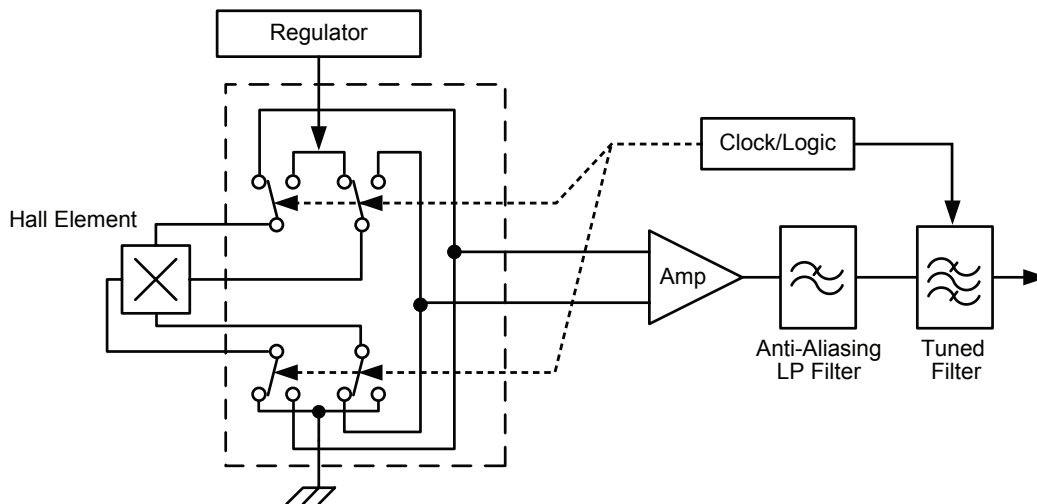 Regulator
Clock/Logic
Hall Element
Amp
Anti-Aliasing
LP Filter
Tuned
Filter